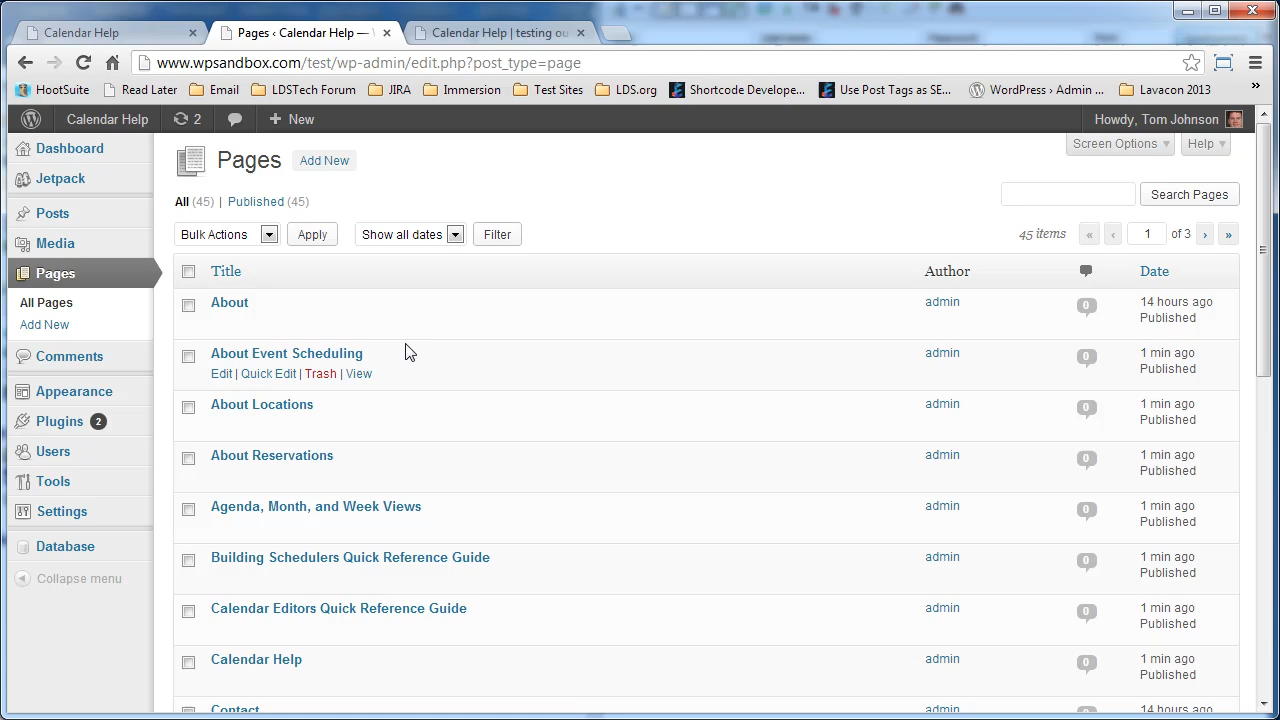 Calendar Help
Pages ‹ Calendar Help — \
Calendar Help | testing ou
www.wpsandbox.com/test/wp-admin/edit.php?post_type=page
HootSuite
Read Later
Email
LDSTech Forum
JIRA
Immersion
Test Sites
LDS.org
Shortcode Develope...
Use Post Tags as SE...
WordPress › Admin ...
Lavacon 2013
»
Calendar Help
2
+ New
Howdy, Tom Johnson
Dashboard
Jetpack
Posts
Media
Pages
All Pages
Add New
Comments
Appearance
Plugins 2
Users
Tools
Settings
Database
Collapse menu
Pages Add New
Screen Options
Help
All (45) | Published (45)
Search Pages
Bulk Actions
Apply
Show all dates
Filter
45 items « ‹ 1 of 3 › »
Title Author Date
About admin 0 14 hours ago
Published
About Event Scheduling admin 0 1 min ago
Published
Edit | Quick Edit | Trash | View
About Locations admin 0 1 min ago
Published
About Reservations admin 0 1 min ago
Published
Agenda, Month, and Week Views admin 0 1 min ago
Published
Building Schedulers Quick Reference Guide admin 0 1 min ago
Published
Calendar Editors Quick Reference Guide admin 0 1 min ago
Published
Calendar Help admin 0 1 min ago
Published
Contact admin 0 14 hours ago